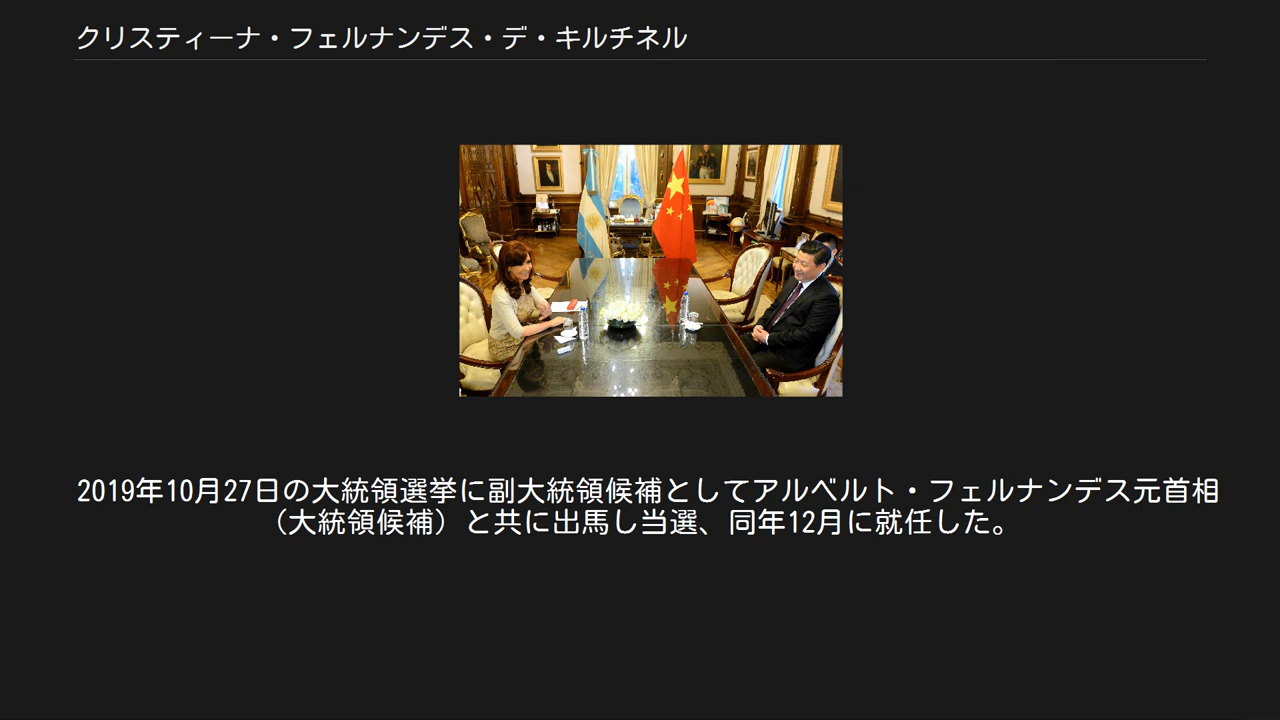 クリスティーナ・フェルナンデス・デ・キルチネル
2019年10月27日の大統領選挙に副大統領候補としてアルベルト・フェルナンデス元首相
（大統領候補）と共に出馬し当選、同年12月に就任した。